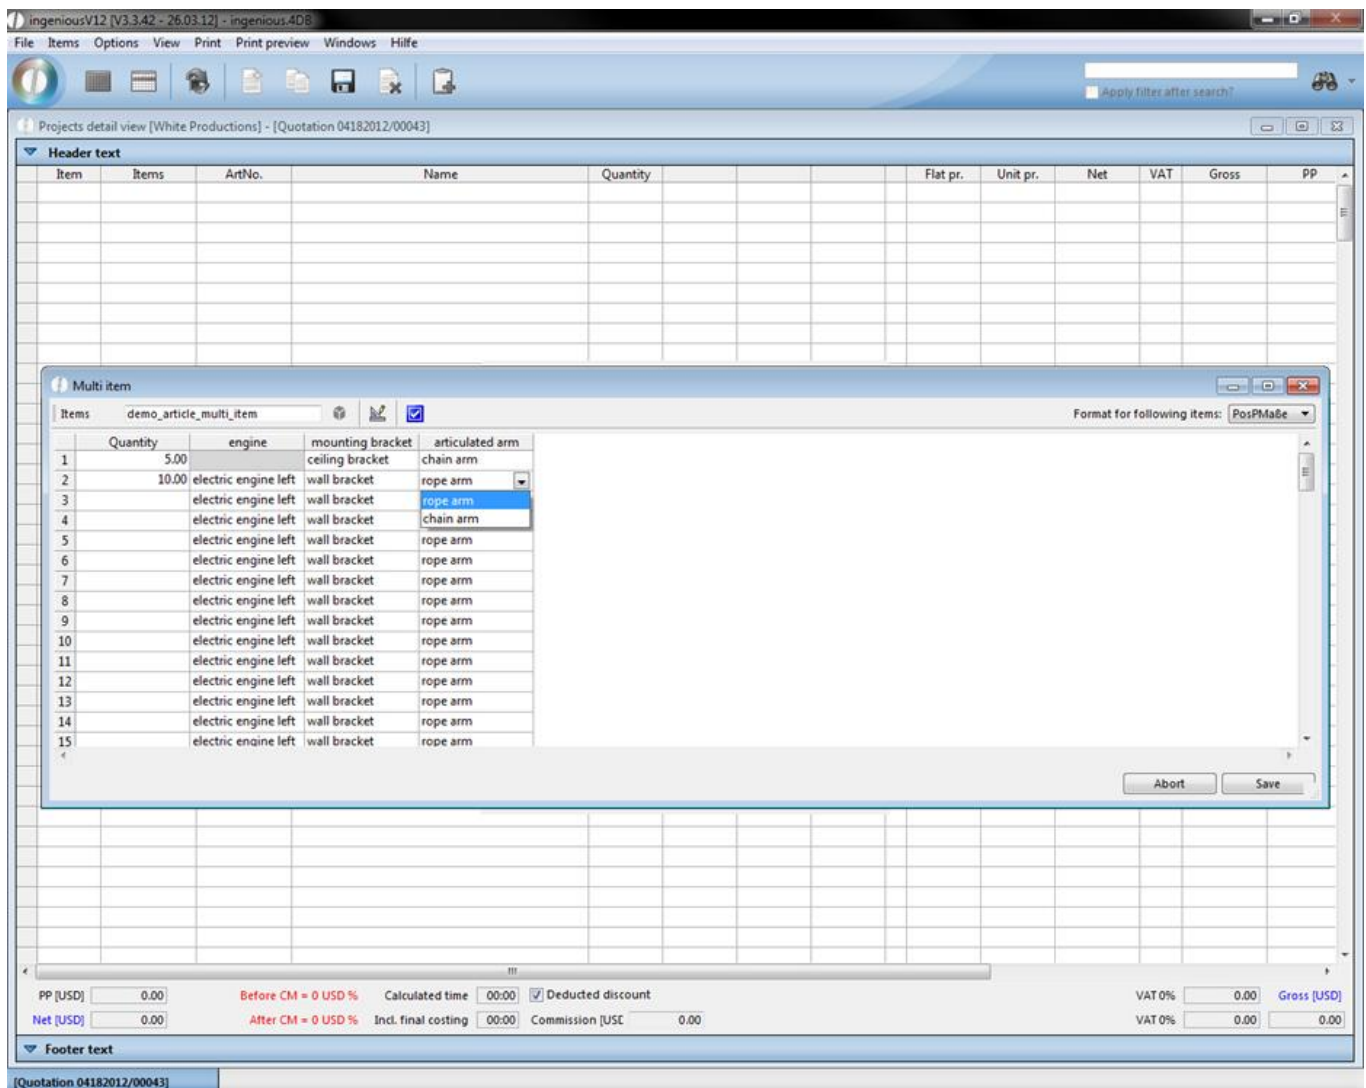 ingeniousV12 [V3.3.42 - 26.03.12] - ingenious.4DB
File Items Options View Print Print preview Windows Hilfe
Apply filter after search?
Projects detail view [White Productions] - [Quotation 04182012/00043]
Header text
Item Items ArtNo. Name Quantity Flat pr. Unit pr. Net VAT Gross PP
Multi item
Items demo_article_multi_item Format for following items: PosPMaße
Quantity engine mounting bracket articulated arm
1 5.00 ceiling bracket chain arm
2 10.00 electric engine left wall bracket rope arm
3 electric engine left wall bracket rope arm
4 electric engine left wall bracket chain arm
5 electric engine left wall bracket rope arm
6 electric engine left wall bracket rope arm
7 electric engine left wall bracket rope arm
8 electric engine left wall bracket rope arm
9 electric engine left wall bracket rope arm
10 electric engine left wall bracket rope arm
11 electric engine left wall bracket rope arm
12 electric engine left wall bracket rope arm
13 electric engine left wall bracket rope arm
14 electric engine left wall bracket rope arm
15 electric engine left wall bracket rope arm
Abort Save
PP [USD] 0.00 Before CM = 0 USD % Calculated time 00:00 Deducted discount VAT 0% 0.00 Gross [USD]
Net [USD] 0.00 After CM = 0 USD % Incl. final costing 00:00 Commission [USD 0.00 VAT 0% 0.00 0.00
Footer text
[Quotation 04182012/00043]